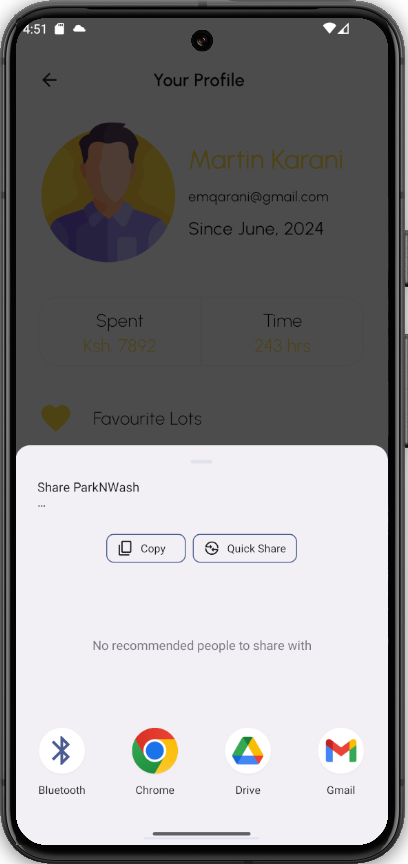 4:51
Your Profile
Martin Karani
emqarani@gmail.com
Since June, 2024
Spent
Time
Ksh. 7892
243 hrs
Favourite Lots
Share ParkNWash
...
Copy
Quick Share
No recommended people to share with
Bluetooth
Chrome
Drive
Gmail